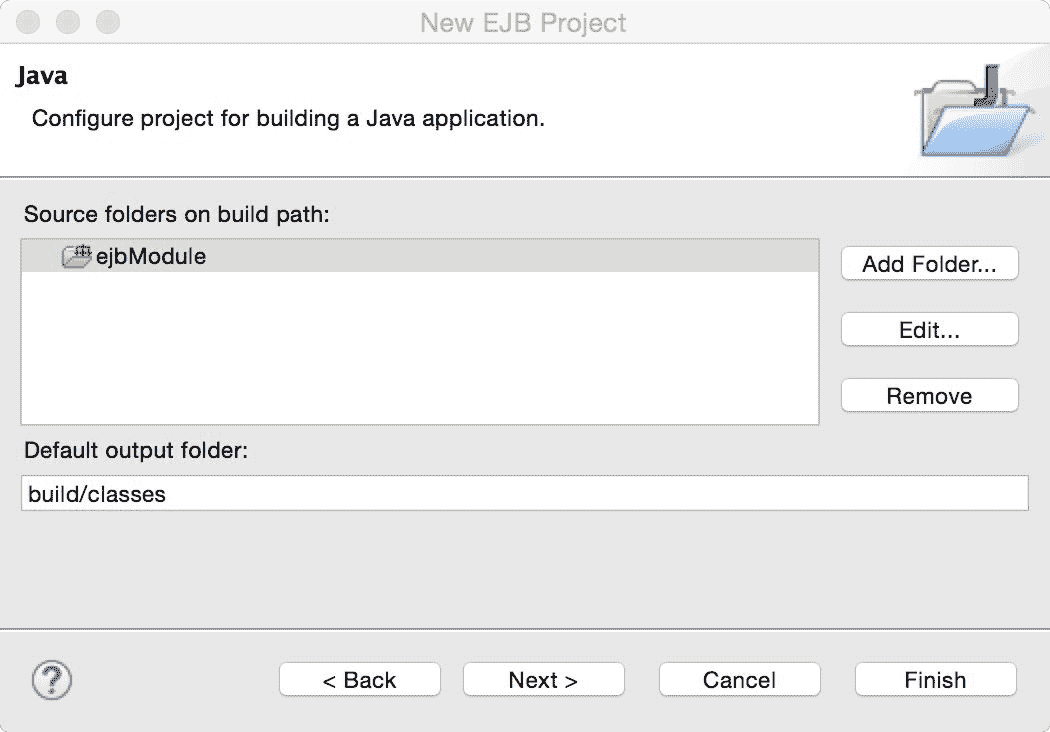 New EJB Project
Java
Configure project for building a Java application.
Source folders on build path:
ejbModule
Add Folder...
Edit...
Remove
Default output folder:
build/classes
?
< Back
Next >
Cancel
Finish